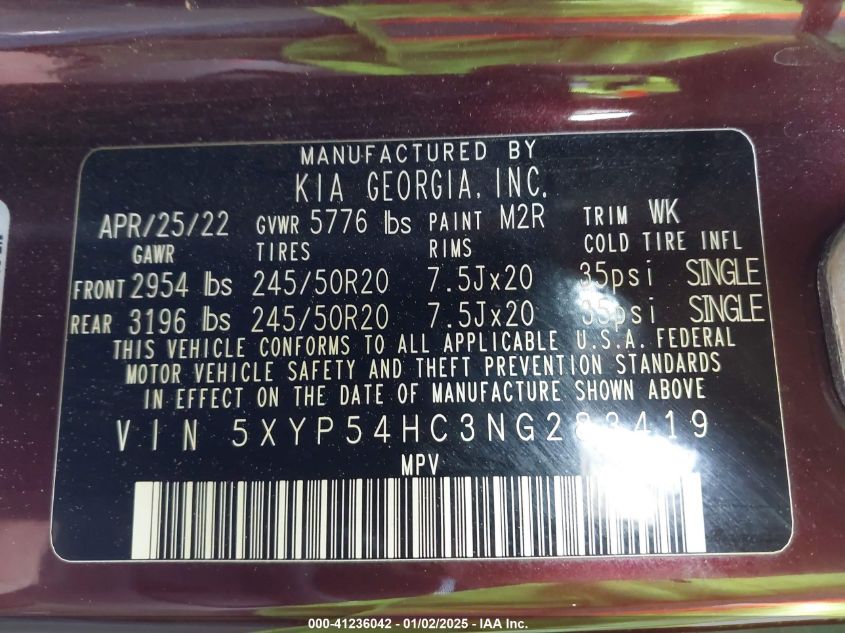 MANUFACTURED BY
KIA GEORGIA, INC.
APR/25/22 GVWR 5776 lbs PAINT M2R TRIM WK
GAWR TIRES RIMS COLD TIRE INFL
FRONT 2954 lbs 245/50R20 7.5Jx20 35psi SINGLE
REAR 3196 lbs 245/50R20 7.5Jx20 35psi SINGLE
THIS VEHICLE CONFORMS TO ALL APPLICABLE U.S.A. FEDERAL
MOTOR VEHICLE SAFETY AND THEFT PREVENTION STANDARDS
IN EFFECT ON THE DATE OF MANUFACTURE SHOWN ABOVE
VIN 5XYP54HC3NG283419
MPV
000-41236042 - 01/02/2025 - IAA Inc.